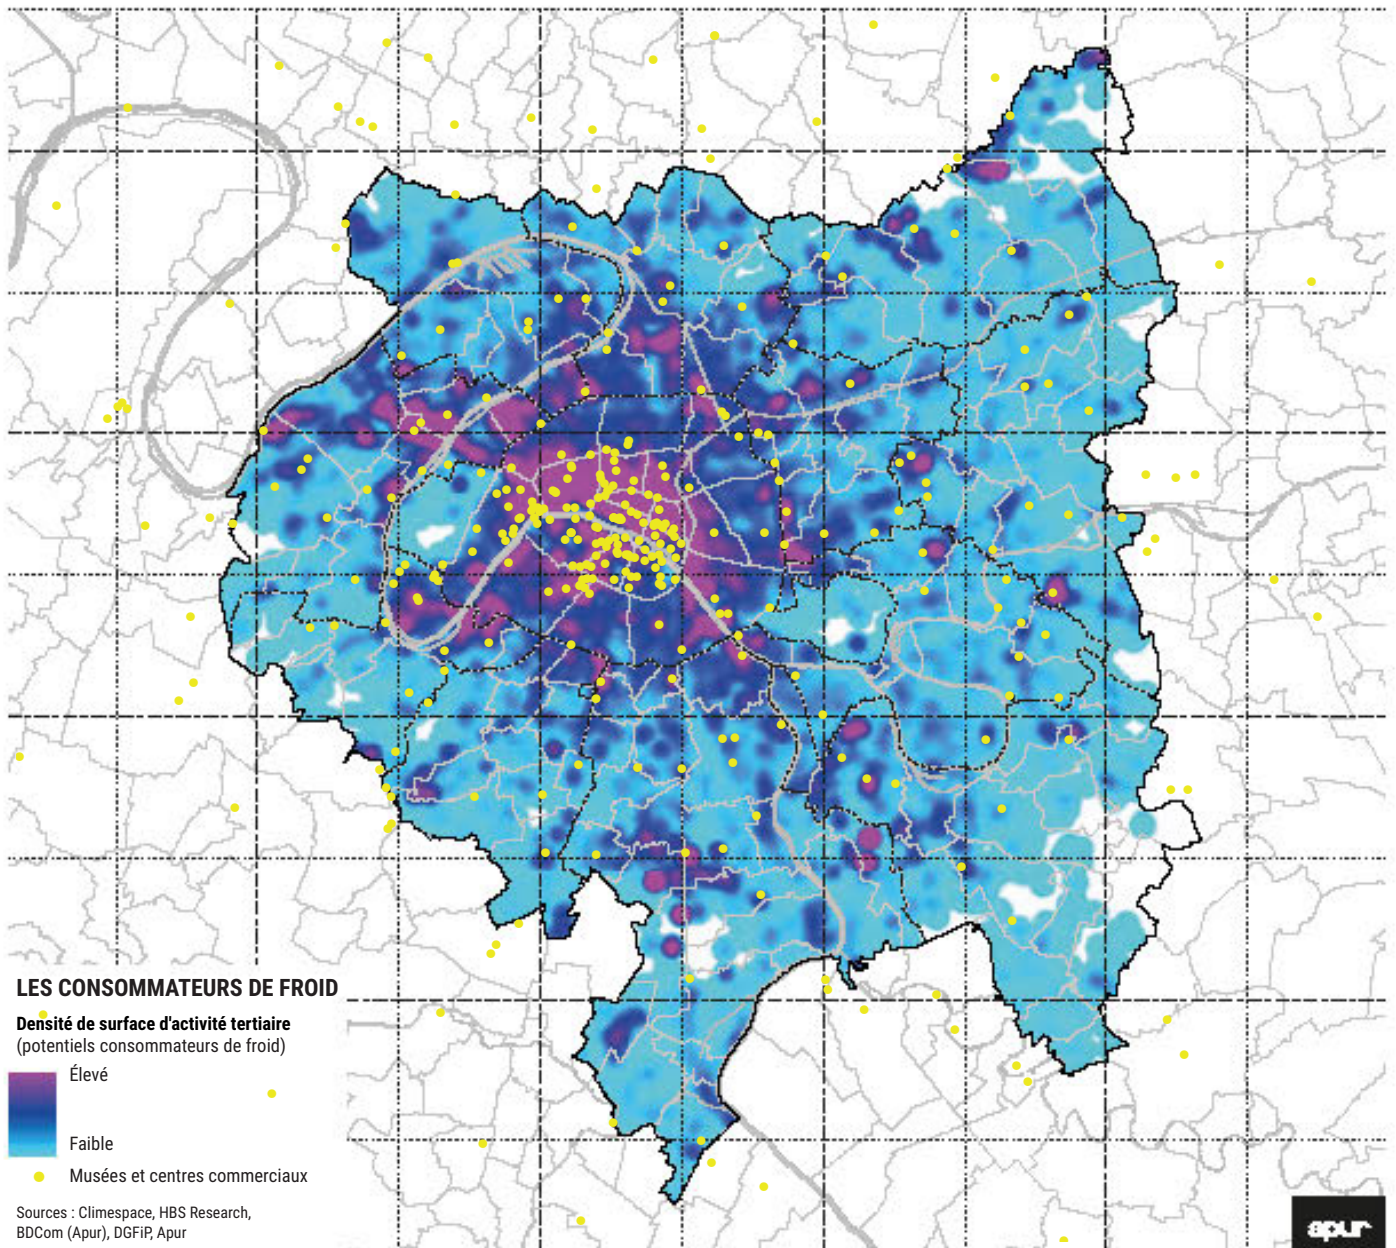 LES CONSOMMATEURS DE FROID
Densité de surface d'activité tertiaire
(potentiels consommateurs de froid)
Élevé
Faible
Musées et centres commerciaux
Sources : Climespace, HBS Research,
BDCom (Apur), DGFiP, Apur
apur